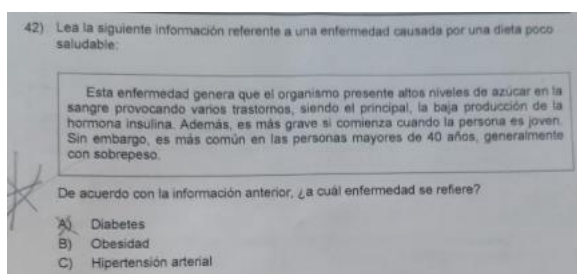 42) Lea la siguiente información referente a una enfermedad causada por una dieta poco
saludable:
Esta enfermedad genera que el organismo presente altos niveles de azúcar en la
sangre provocando varios trastornos, siendo el principal, la baja producción de la
hormona insulina. Además, es más grave si comienza cuando la persona es joven.
Sin embargo, es más común en las personas mayores de 40 años, generalmente
con sobrepeso.
De acuerdo con la información anterior, ¿a cuál enfermedad se refiere?
A) Diabetes
B) Obesidad
C) Hipertensión arterial